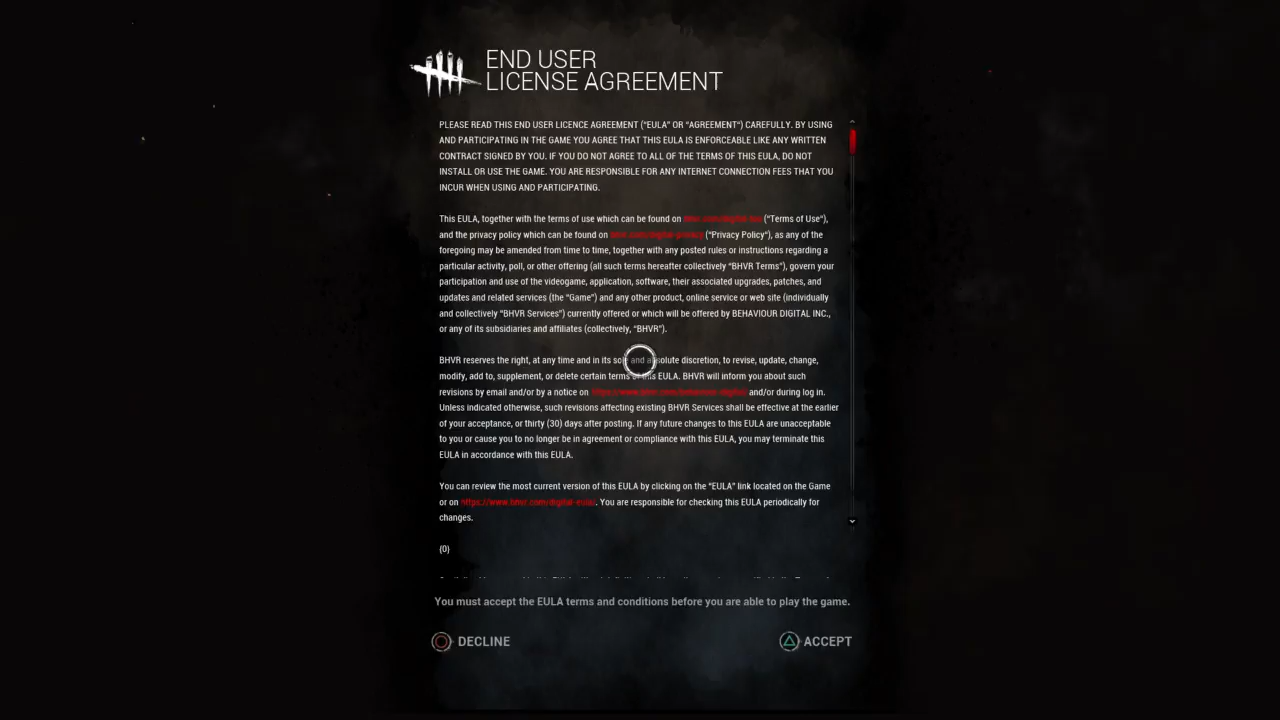 END USER
LICENSE AGREEMENT
PLEASE READ THIS END USER LICENCE AGREEMENT ("EULA" OR "AGREEMENT") CAREFULLY. BY USING
AND PARTICIPATING IN THE GAME YOU AGREE THAT THIS EULA IS ENFORCEABLE LIKE ANY WRITTEN
CONTRACT SIGNED BY YOU. IF YOU DO NOT AGREE TO ALL OF THE TERMS OF THIS EULA, DO NOT
INSTALL OR USE THE GAME. YOU ARE RESPONSIBLE FOR ANY INTERNET CONNECTION FEES THAT YOU
INCUR WHEN USING AND PARTICIPATING.
This EULA, together with the terms of use which can be found on ("Terms of Use"),
and the privacy policy which can be found on ("Privacy Policy"), as any of the
foregoing may be amended from time to time, together with any posted rules or instructions regarding a
particular activity, poll, or other offering (all such terms hereafter collectively "BHVR Terms"), govern your
participation and use of the videogame, application, software, their associated upgrades, patches, and
updates and related services (the "Game") and any other product, online service or web site (individually
and collectively "BHVR Services") currently offered or which will be offered by BEHAVIOUR DIGITAL INC.,
or any of its subsidiaries and affiliates (collectively, "BHVR").
BHVR reserves the right, at any time and in its sole and absolute discretion, to revise, update, change,
modify, add to, supplement, or delete certain terms of this EULA. BHVR will inform you about such
revisions by email and/or by a notice on and/or during log in.
Unless indicated otherwise, such revisions affecting existing BHVR Services shall be effective at the earlier
of your acceptance, or thirty (30) days after posting. If any future changes to this EULA are unacceptable
to you or cause you to no longer be in agreement or compliance with this EULA, you may terminate this
EULA in accordance with this EULA.
You can review the most current version of this EULA by clicking on the "EULA" link located on the Game
or on . You are responsible for checking this EULA periodically for
changes.
{0}
You must accept the EULA terms and conditions before you are able to play the game.
DECLINE
ACCEPT